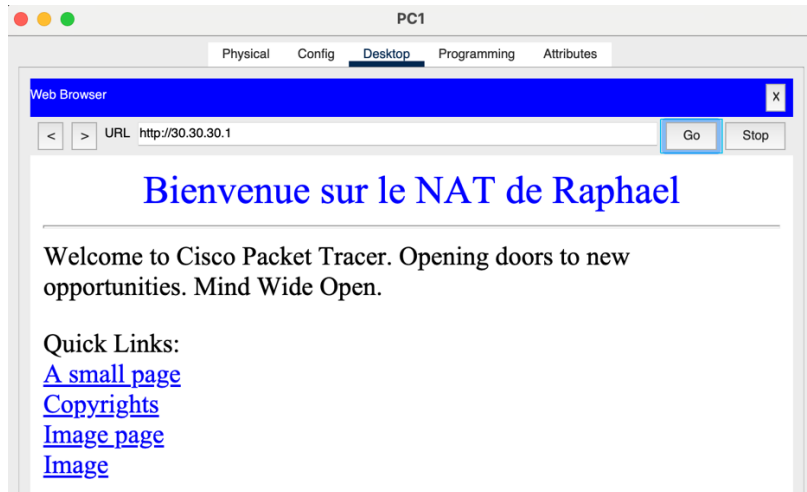 PC1
Physical Config Desktop Programming Attributes
Web Browser X
< > URL http://30.30.30.1 Go Stop
Bienvenue sur le NAT de Raphael
Welcome to Cisco Packet Tracer. Opening doors to new
opportunities. Mind Wide Open.
Quick Links:
A small page
Copyrights
Image page
Image